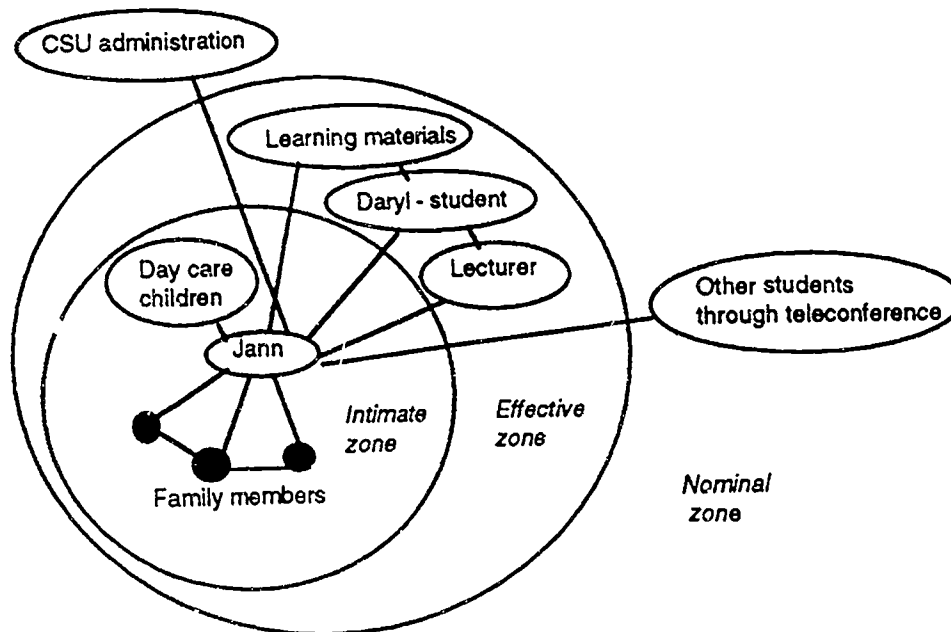 CSU administration
Learning materials
Daryl - student
Lecturer
Day care
children
Other students
through teleconference
Jann
Intimate
zone
Effective
zone
Family members
Nominal
zone